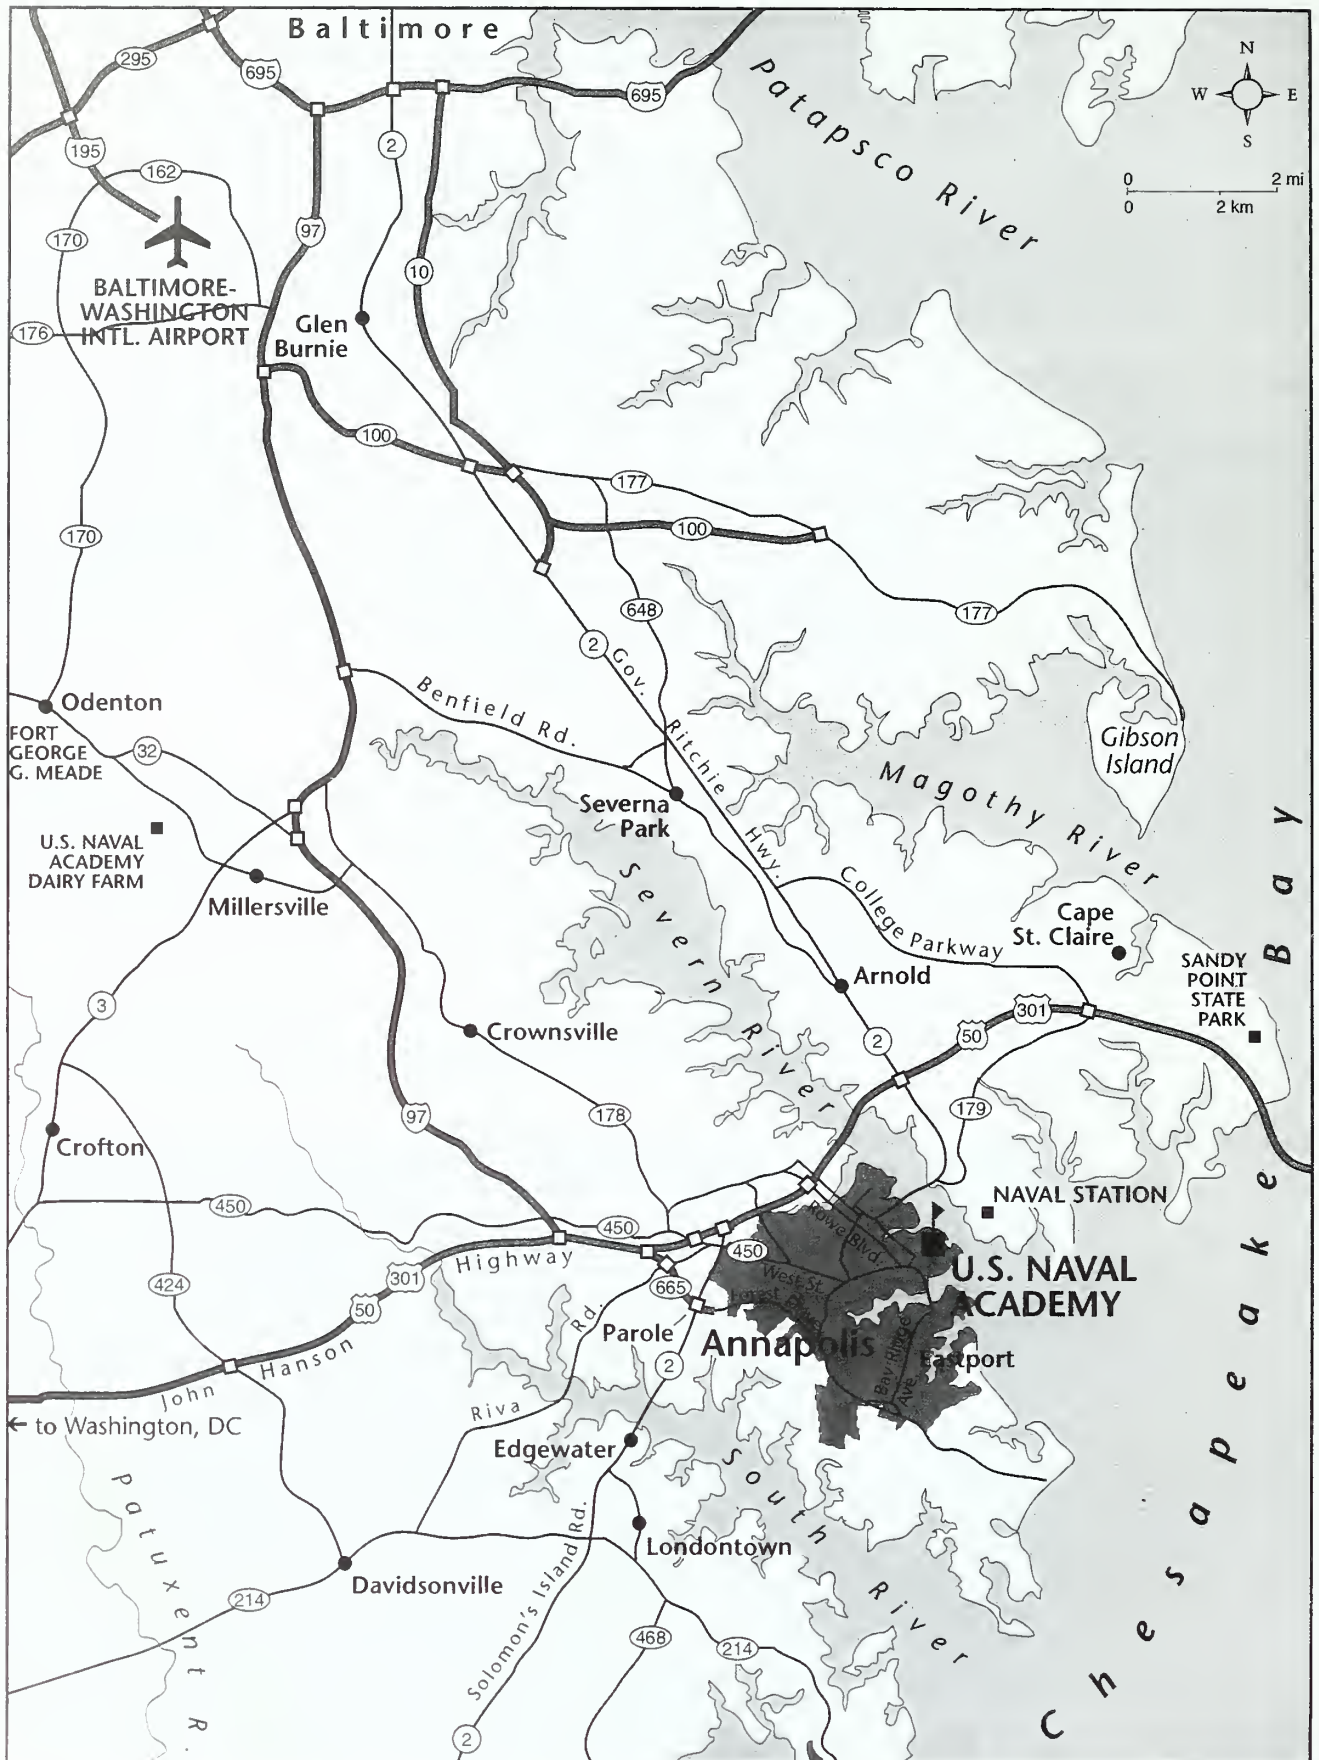 Baltimore
295
695
695
Patapsco River
N
W E
S
0 2 mi
0 2 km
195
2
162
170
97
10
BALTIMORE-
WASHINGTON
INTL. AIRPORT
176
Glen
Burnie
100
177
170
100
648
177
2
Gov. Ritchie Hwy.
Benfield Rd.
Odenton
FORT
GEORGE
G. MEADE
32
Gibson
Island
Magothy River
Severna
Park
U.S. NAVAL
ACADEMY
DAIRY FARM
Millersville
Severn River
College Parkway
Cape
St. Claire
SANDY
POINT
STATE
PARK
Chesapeake Bay
Arnold
3
301
50
2
Crownsville
179
178
97
Crofton
NAVAL STATION
450
450
450
Rowe Blvd.
U.S. NAVAL
ACADEMY
Highway
301
665
West St.
Forest
424
50
Rd.
Parole
Annapolis
Bay Ridge
Ave
Eastport
2
John Hanson
← to Washington, DC
Riva
Edgewater
South River
Patuxent R.
Londontown
Davidsonville
214
Solomon's Island Rd.
468
214
2